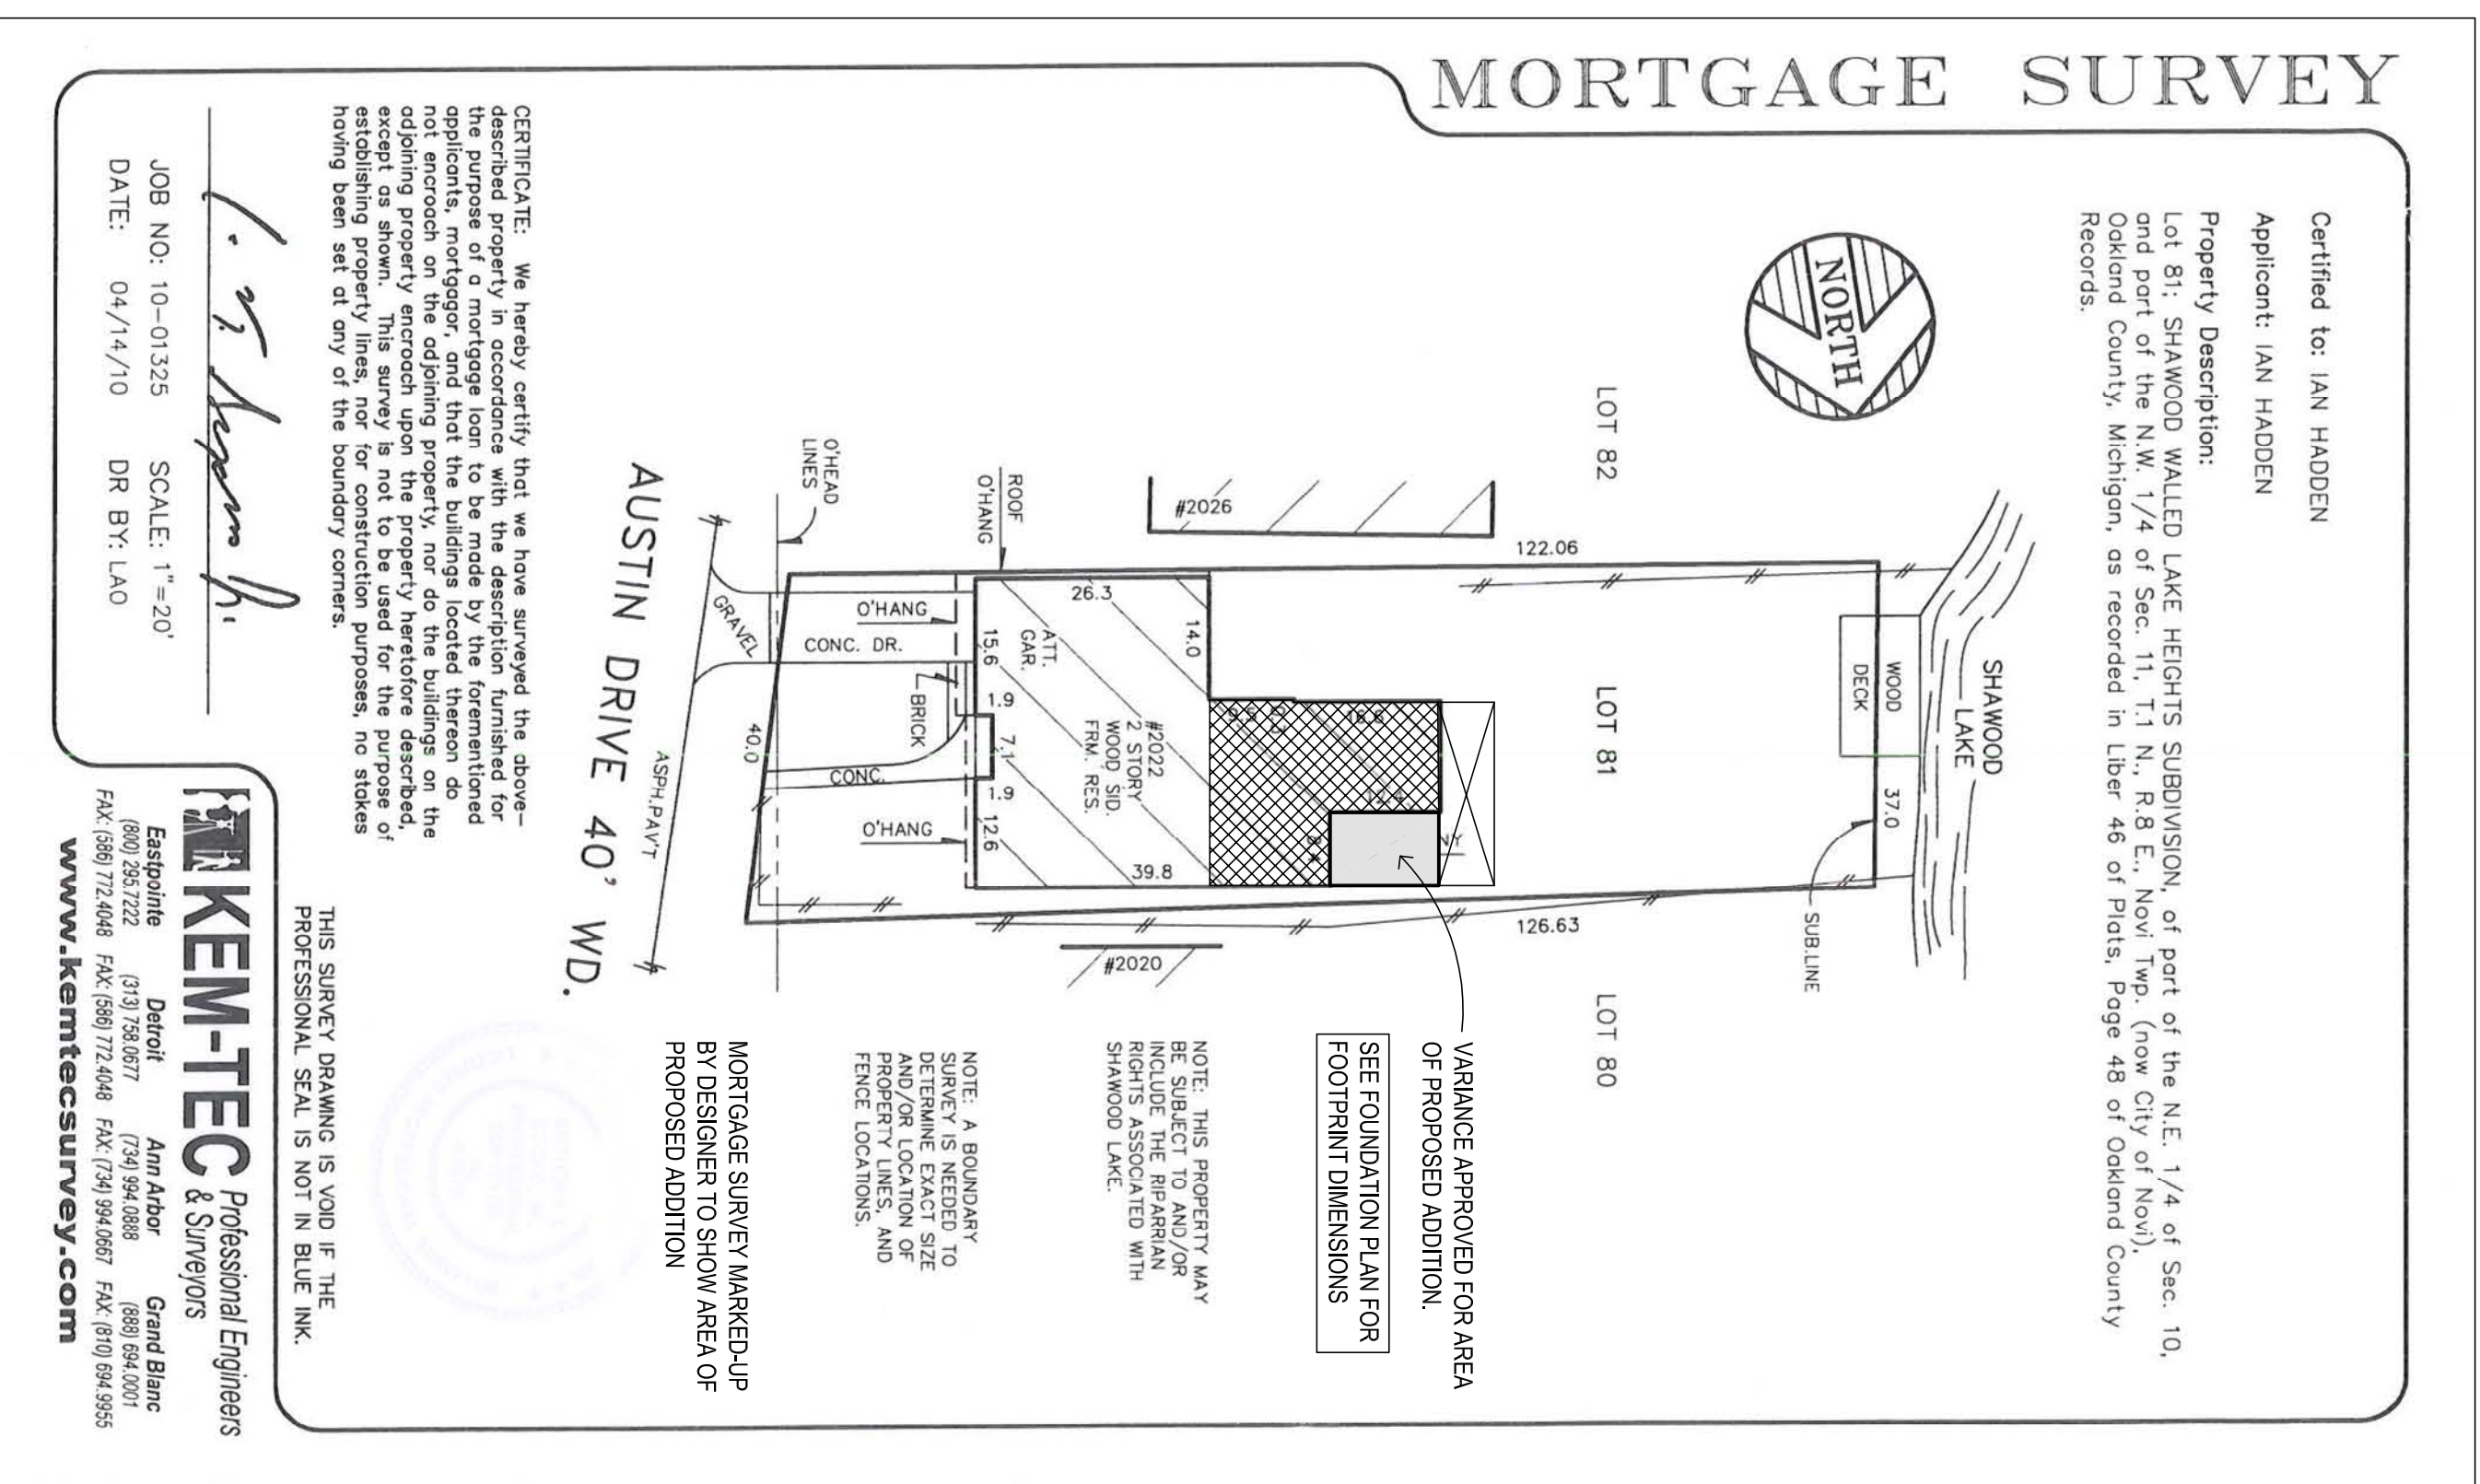 MORTGAGE SURVEY
Certified to: IAN HADDEN
Applicant: IAN HADDEN
Property Description:
Lot 81; SHAWOOD WALLED LAKE HEIGHTS SUBDIVISION, of part of the N.E. 1/4 of Sec. 10,
and part of the N.W. 1/4 of Sec. 11, T.1 N., R.8 E., Novi Twp. (now City of Novi),
Oakland County, Michigan, as recorded in Liber 46 of Plats, Page 48 of Oakland County
Records.
NORTH
SHAWOOD
LAKE
WOOD
DECK
37.0
SUB.LINE
LOT 82
LOT 81
LOT 80
122.06
126.63
#2026
#2020
VARIANCE APPROVED FOR AREA
OF PROPOSED ADDITION.
SEE FOUNDATION PLAN FOR
FOOTPRINT DIMENSIONS
NOTE: THIS PROPERTY MAY
BE SUBJECT TO AND/OR
INCLUDE THE RIPARRIAN
RIGHTS ASSOCIATED WITH
SHAWOOD LAKE.
14.0
26.3
39.8
#2022
2 STORY
WOOD SID.
FRM. RES.
ATT.
GAR.
15.6
1.9
7.1
1.9
12.6
ROOF
O'HANG
O'HANG
O'HANG
BRICK
CONC. DR.
CONC.
GRAVEL
40.0
O'HEAD
LINES
NOTE: A BOUNDARY
SURVEY IS NEEDED TO
DETERMINE EXACT SIZE
AND/OR LOCATION OF
PROPERTY LINES, AND
FENCE LOCATIONS.
MORTGAGE SURVEY MARKED-UP
BY DESIGNER TO SHOW AREA OF
PROPOSED ADDITION
ASPH.PAV'T
AUSTIN DRIVE 40' WD.
CERTIFICATE: We hereby certify that we have surveyed the above-
described property in accordance with the description furnished for
the purpose of a mortgage loan to be made by the forementioned
applicants, mortgagor, and that the buildings located thereon do
not encroach on the adjoining property, nor do the buildings on the
adjoining property encroach upon the property heretofore described,
except as shown. This survey is not to be used for the purpose of
establishing property lines, nor for construction purposes, no stakes
having been set at any of the boundary corners.
THIS SURVEY DRAWING IS VOID IF THE
PROFESSIONAL SEAL IS NOT IN BLUE INK.
JOB NO: 10-01325 SCALE: 1"=20'
DATE: 04/14/10 DR BY: LAO
KEM-TEC Professional Engineers
& Surveyors
Eastpointe Detroit Ann Arbor Grand Blanc
(800) 295.7222 (313) 758.0677 (734) 994.0888 (888) 694.0001
FAX: (586) 772.4048 FAX: (586) 772.4048 FAX: (734) 994.0667 FAX: (810) 694.9955
www.kemtecsurvey.com